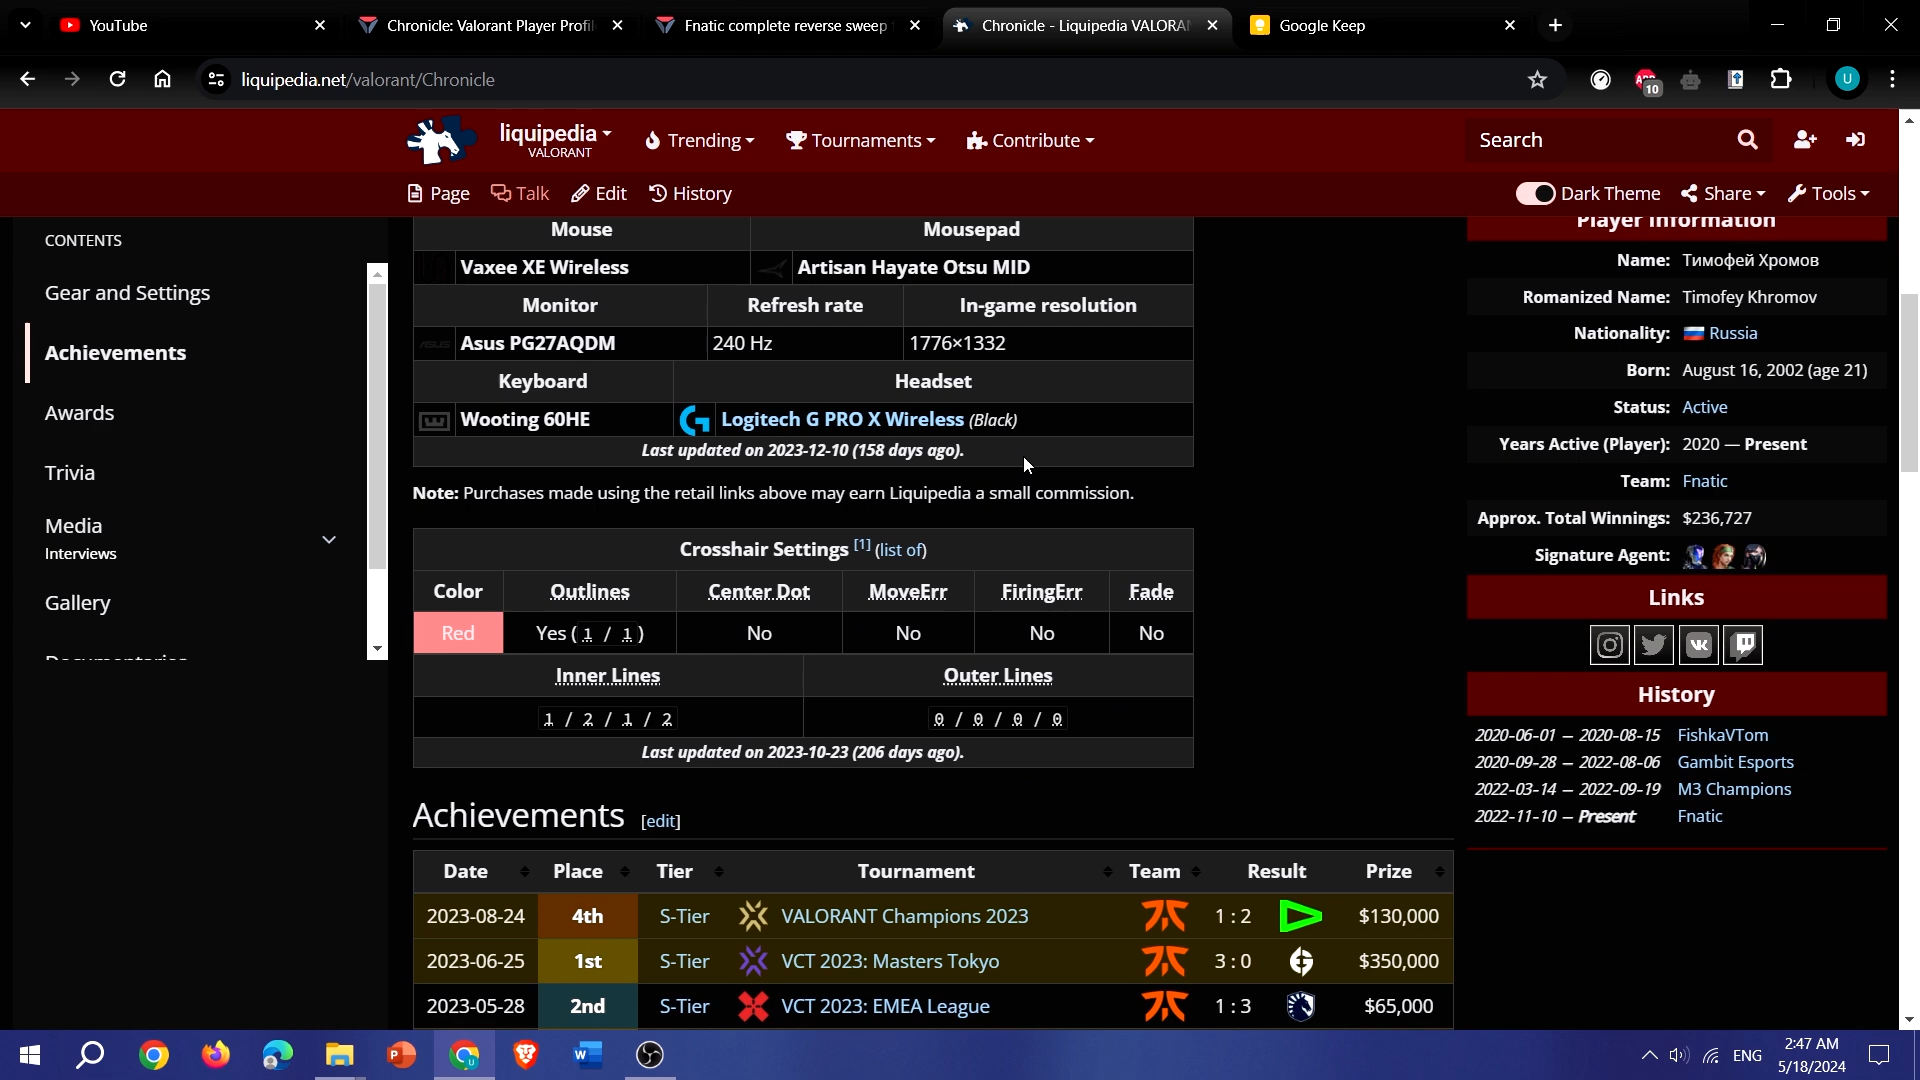 YouTube
Chronicle: Valorant Player Profil
Fnatic complete reverse sweep
Chronicle - Liquipedia VALORA
Google Keep
liquipedia.net/valorant/Chronicle
10
U
liquipedia
VALORANT
Trending
Tournaments
Contribute
Search
Page
Talk
Edit
History
Dark Theme
Share
Tools
CONTENTS
Gear and Settings
Achievements
Awards
Trivia
Media
Interviews
Gallery
Documentaries
Mouse Mousepad
Vaxee XE Wireless Artisan Hayate Otsu MID
Monitor Refresh rate In-game resolution
Asus PG27AQDM 240 Hz 1776×1332
Keyboard Headset
Wooting 60HE Logitech G PRO X Wireless (Black)
Last updated on 2023-12-10 (158 days ago).
Note: Purchases made using the retail links above may earn Liquipedia a small commission.
Crosshair Settings [1] (list of)
Color Outlines Center Dot MoveErr FiringErr Fade
Red Yes ( 1 / 1 ) No No No No
Inner Lines Outer Lines
1 / 2 / 1 / 2 0 / 0 / 0 / 0
Last updated on 2023-10-23 (206 days ago).
Achievements [edit]
Date Place Tier Tournament Team Result Prize
2023-08-24 4th S-Tier VALORANT Champions 2023 1 : 2 $130,000
2023-06-25 1st S-Tier VCT 2023: Masters Tokyo 3 : 0 $350,000
2023-05-28 2nd S-Tier VCT 2023: EMEA League 1 : 3 $65,000
Player Information
Name: Тимофей Хромов
Romanized Name: Timofey Khromov
Nationality: Russia
Born: August 16, 2002 (age 21)
Status: Active
Years Active (Player): 2020 — Present
Team: Fnatic
Approx. Total Winnings: $236,727
Signature Agent:
Links
History
2020-06-01 — 2020-08-15 FishkaVTom
2020-09-28 — 2022-08-06 Gambit Esports
2022-03-14 — 2022-09-19 M3 Champions
2022-11-10 — Present Fnatic
ENG
2:47 AM
5/18/2024